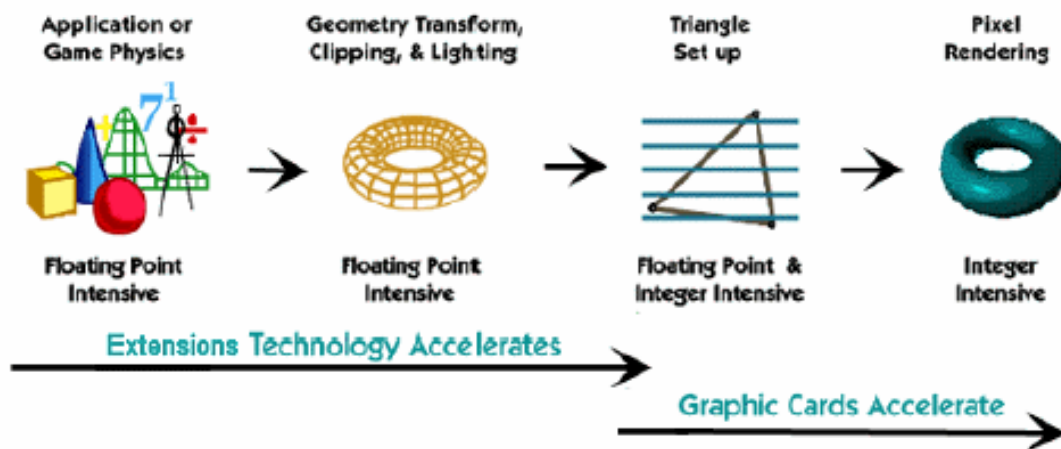 Application or
Game Physics
Geometry Transform,
Clipping, & Lighting
Triangle
Set up
Pixel
Rendering
7¹
+
÷
Floating Point
Intensive
Floating Point
Intensive
Floating Point &
Integer Intensive
Integer
Intensive
Extensions Technology Accelerates
Graphic Cards Accelerate